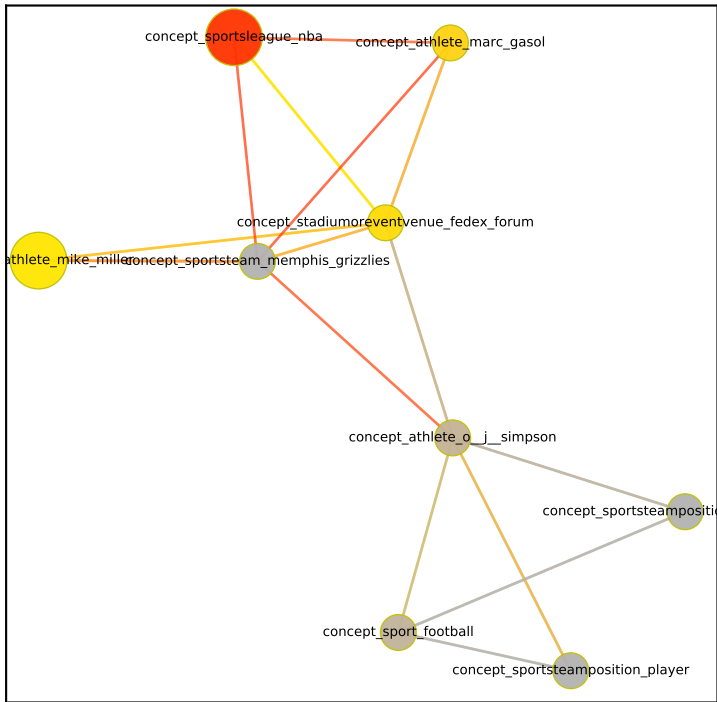 concept_sportsleague_nba
concept_athlete_marc_gasol
concept_stadiumoreventvenue_fedex_forum
athlete_mike_miller
concept_sportsteam_memphis_grizzlies
concept_athlete_o__j__simpson
concept_sportsteampositio
concept_sport_football
concept_sportsteamposition_player